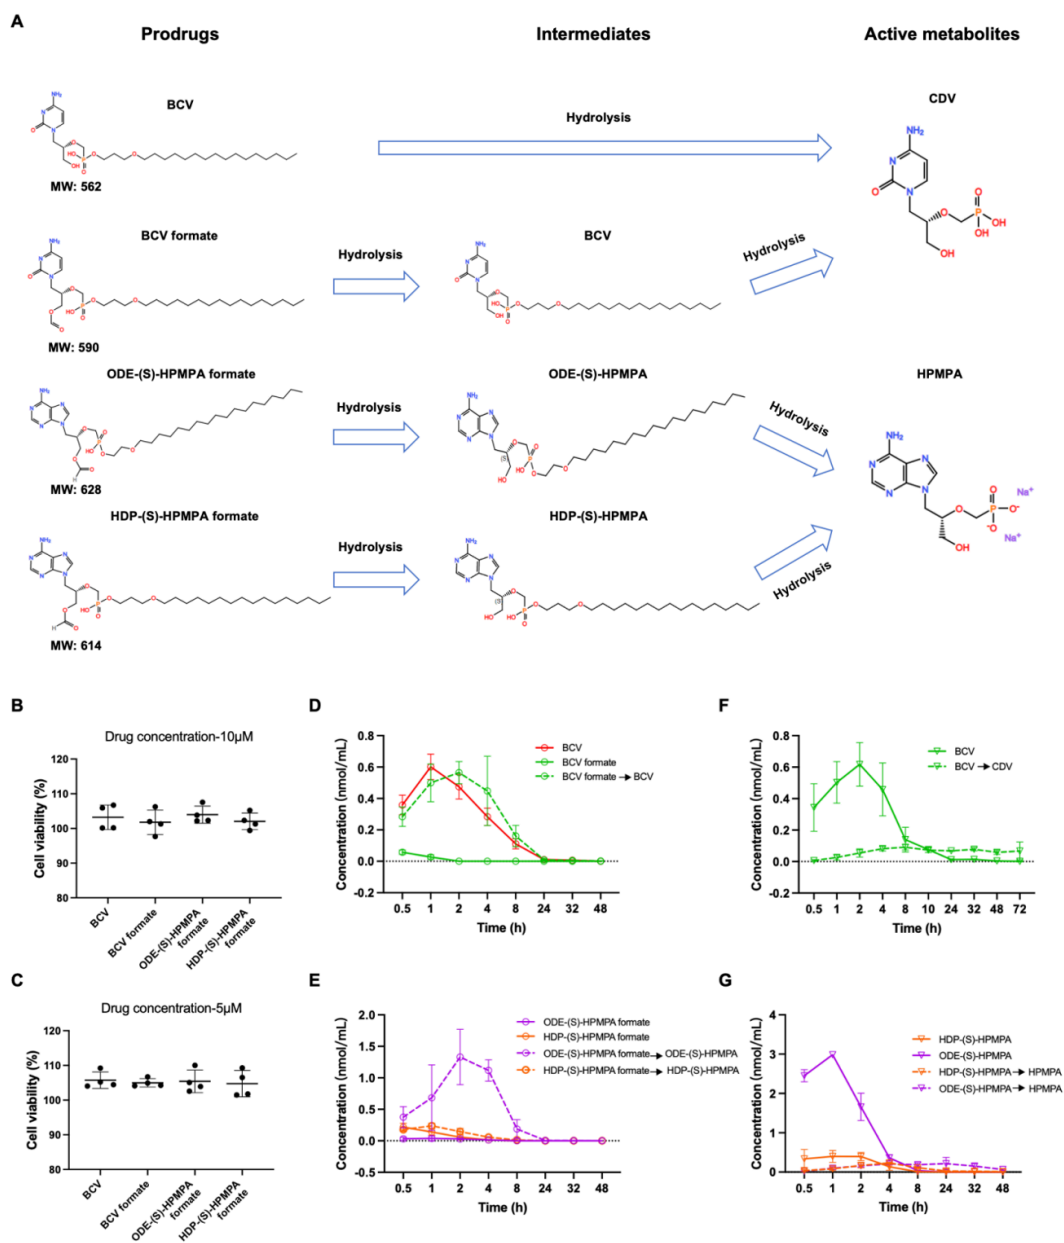 A
Prodrugs
Intermediates
Active metabolites
BCV
Hydrolysis
CDV
MW: 562
BCV formate
Hydrolysis
BCV
Hydrolysis
MW: 590
ODE-(S)-HPMPA formate
ODE-(S)-HPMPA
HPMPA
Hydrolysis
Hydrolysis
MW: 628
HDP-(S)-HPMPA formate
HDP-(S)-HPMPA
Hydrolysis
Hydrolysis
MW: 614
B
Drug concentration-10μM
Cell viability (%)
120
110
100
90
80
BCV
BCV formate
ODE-(S)-HPMPA
formate
HDP-(S)-HPMPA
formate
D
Concentration (nmol/mL)
0.8
0.6
0.4
0.2
0.0
-0.2
BCV
BCV formate
BCV formate → BCV
0.5 1 2 4 8 24 32 48
Time (h)
F
Concentration (nmol/mL)
0.8
0.6
0.4
0.2
0.0
-0.2
BCV
BCV → CDV
0.5 1 2 4 8 10 24 32 48 72
Time (h)
C
Drug concentration-5μM
Cell viability (%)
120
110
100
90
80
BCV
BCV formate
ODE-(S)-HPMPA
formate
HDP-(S)-HPMPA
formate
E
Concentration (nmol/mL)
2.0
1.5
1.0
0.5
0.0
-0.5
ODE-(S)-HPMPA formate
HDP-(S)-HPMPA formate
ODE-(S)-HPMPA formate → ODE-(S)-HPMPA
HDP-(S)-HPMPA formate → HDP-(S)-HPMPA
0.5 1 2 4 8 24 32 48
Time (h)
G
Concentration (nmol/mL)
4
3
2
1
0
HDP-(S)-HPMPA
ODE-(S)-HPMPA
HDP-(S)-HPMPA → HPMPA
ODE-(S)-HPMPA → HPMPA
0.5 1 2 4 8 24 32 48
Time (h)